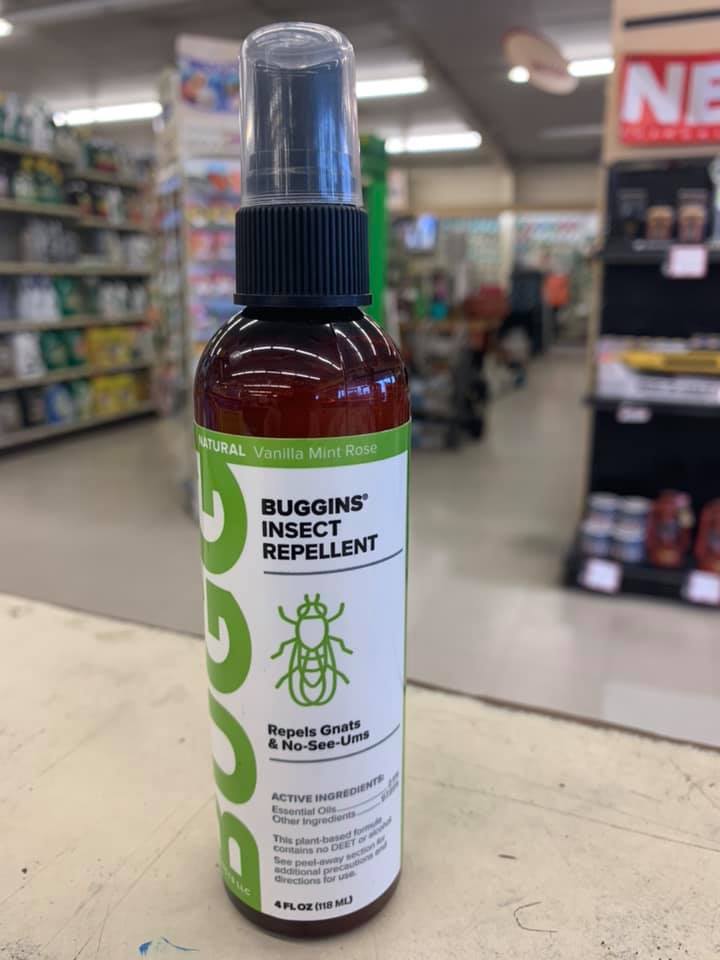 NATURAL Vanilla Mint Rose
BUGG
BUGGINS®
INSECT
REPELLENT
Repels Gnats
& No-See-Ums
ACTIVE INGREDIENTS:
Essential Oils
Other Ingredients
This plant-based formula
contains no DEET or alcohol
See peel-away section for
additional precautions and
directions for use.
LLC
4 FL OZ (118 ML)
NE